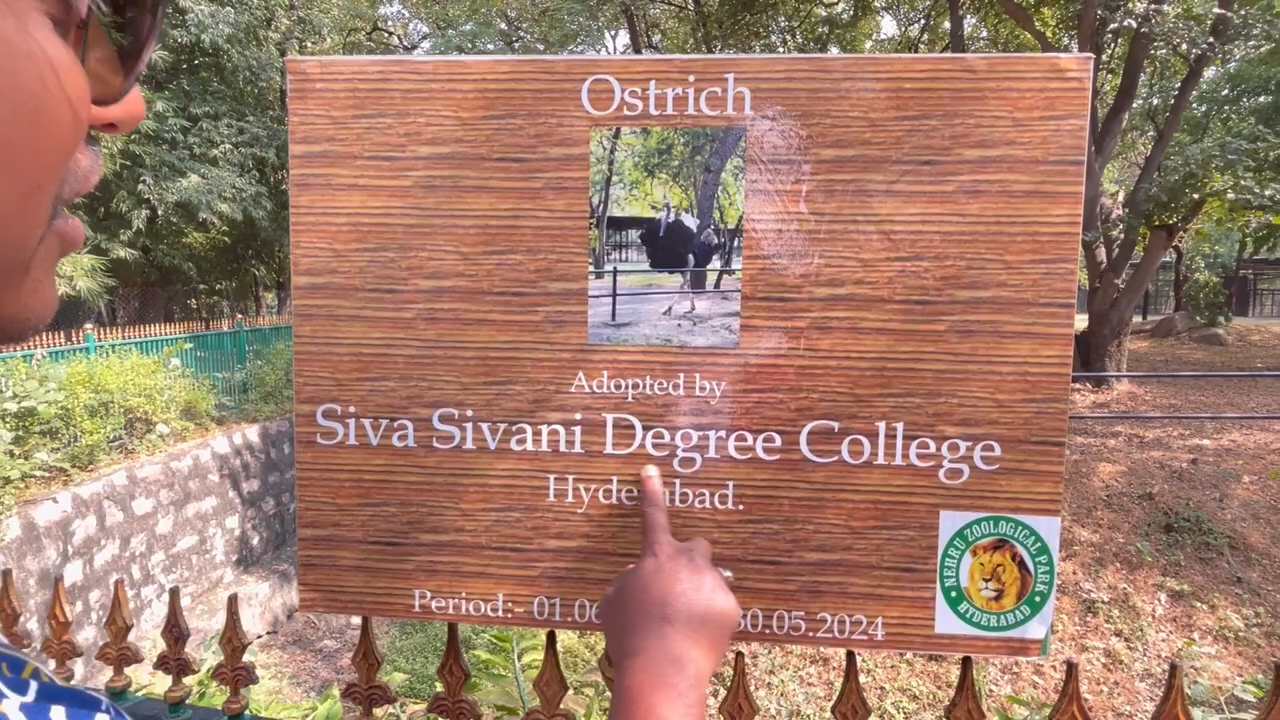 Ostrich
Adopted by
Siva Sivani Degree College
Hyderabad.
Period:- 01.06 30.05.2024
NEHRU ZOOLOGICAL PARK
HYDERABAD